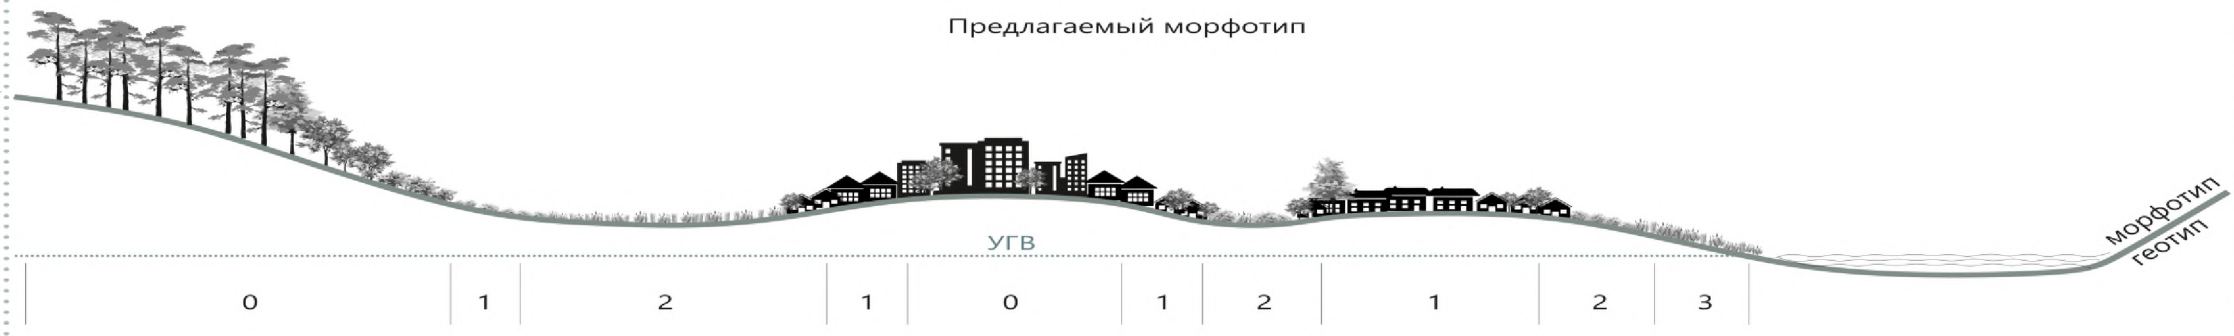 Предлагаемый морфотип
морфотип
геотип
УГВ
0 1 2 1 0 1 2 1 2 3